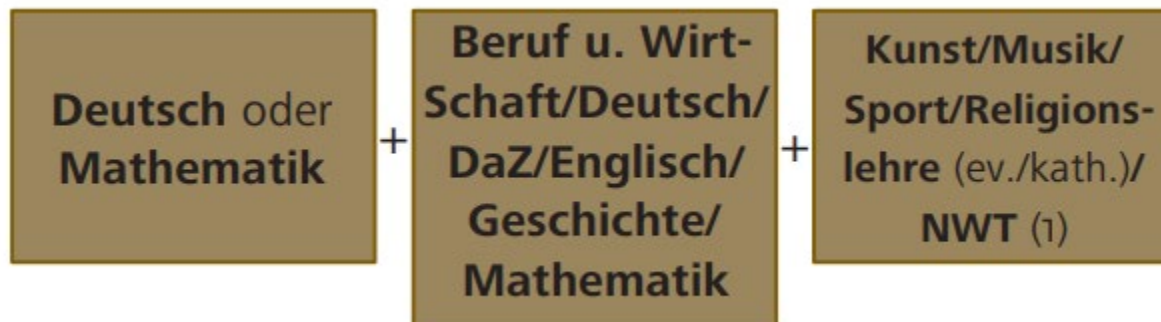 Deutsch oder
Mathematik
+
Beruf u. Wirt-
Schaft/Deutsch/
DaZ/Englisch/
Geschichte/
Mathematik
+
Kunst/Musik/
Sport/Religions-
lehre (ev./kath.)/
NWT (1)